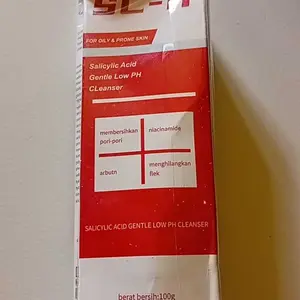 FOR OILY & PRONE SKIN
Salicylic Acid
Gentle Low PH
CLeanser
membersihkan
pori-pori
niacinamide
arbutn
menghilangkan
flek
SALICYLIC ACID GENTLE LOW PH CLEANSER
berat bersih:100g